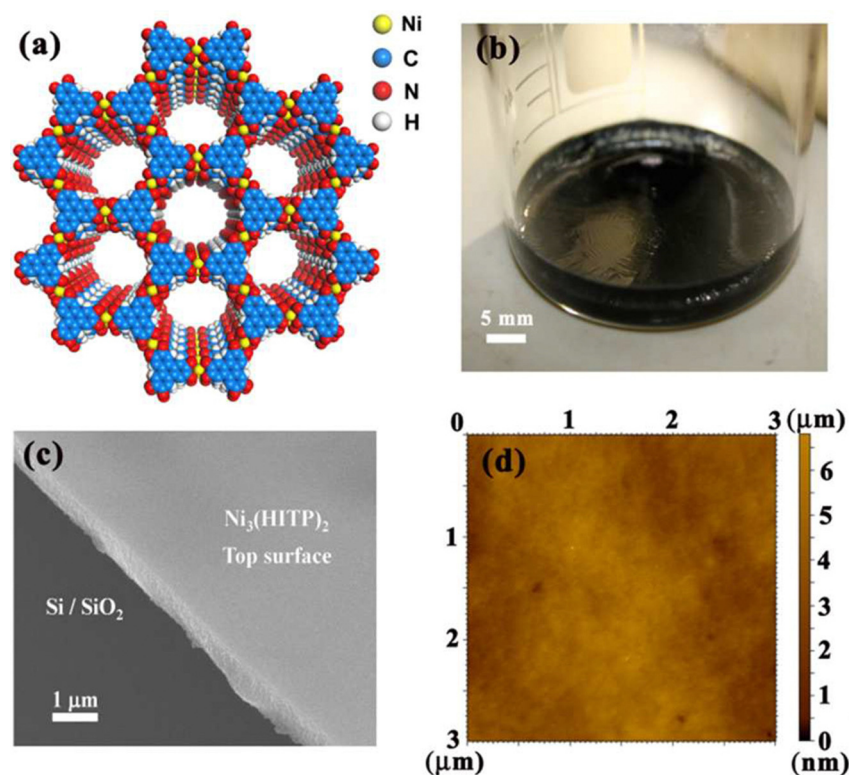 (a)
Ni
C
N
H
(b)
5 mm
(c)
Ni₃(HITP)₂
Top surface
Si / SiO₂
1 μm
(d)
0 1 2 3 (μm)
1
2
3
(μm)
6
5
4
3
2
1
0
(nm)